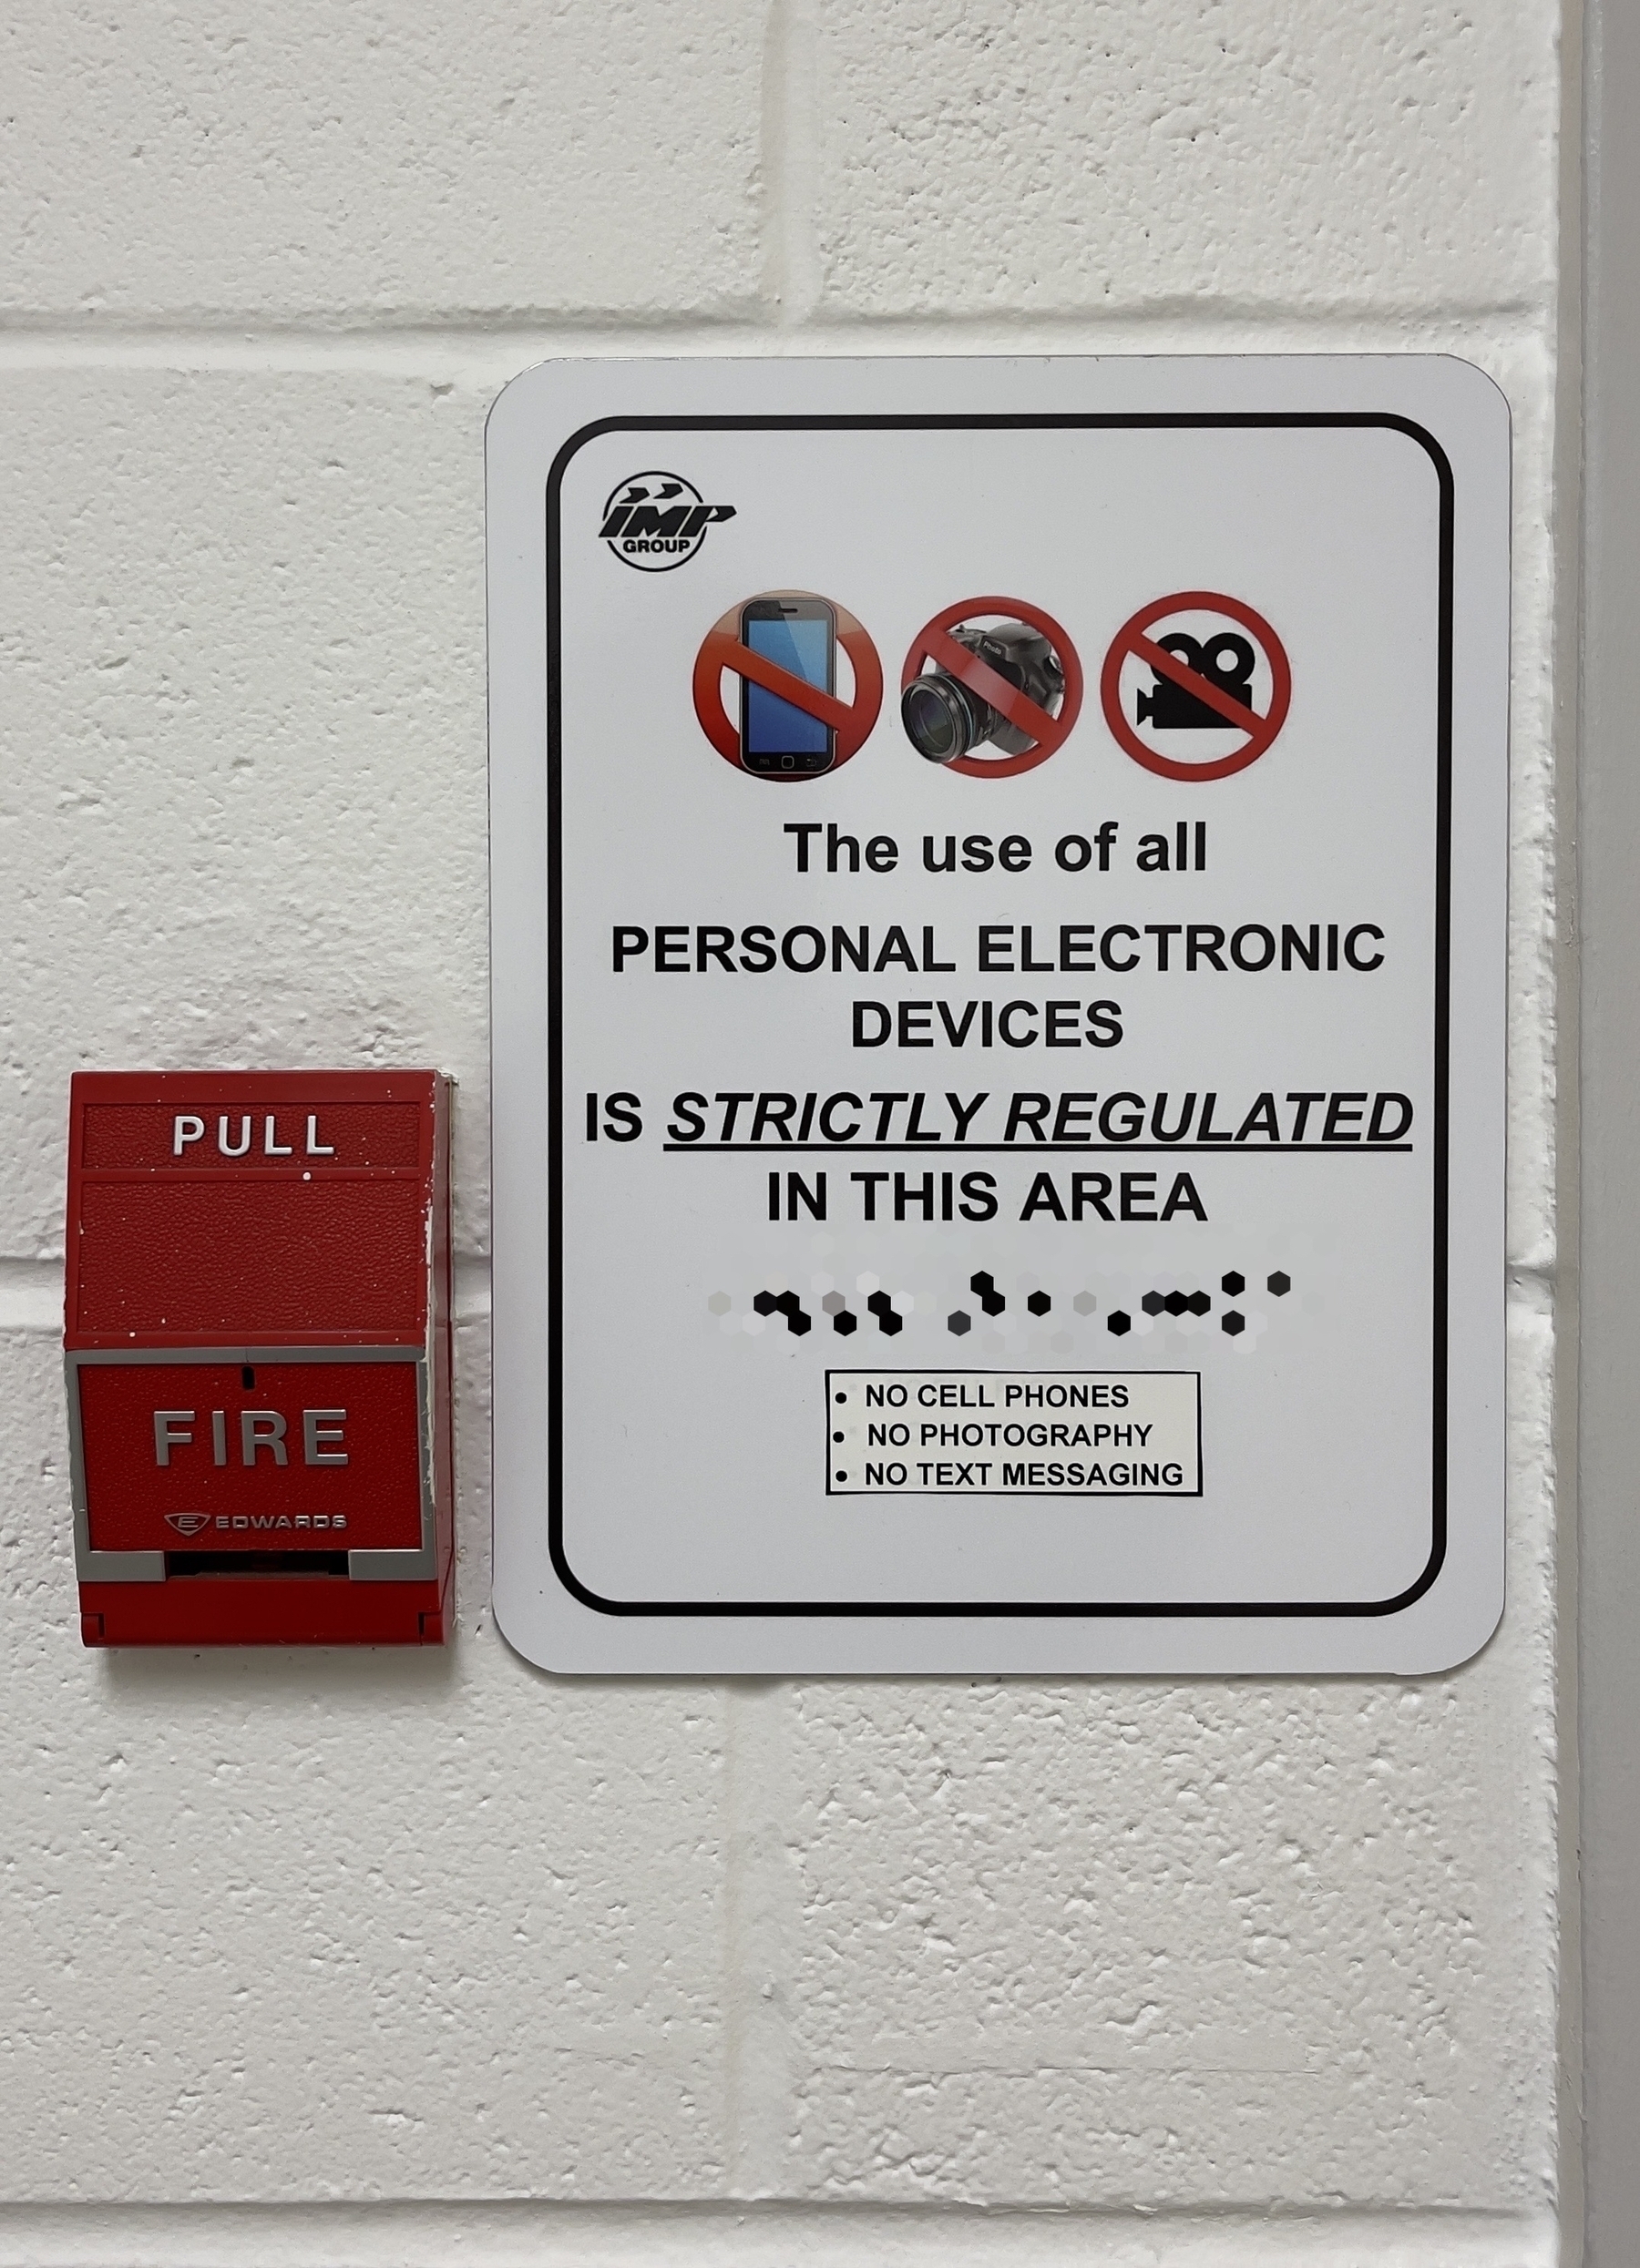 iMP
GROUP
Photo
The use of all
PERSONAL ELECTRONIC
DEVICES
IS STRICTLY REGULATED
IN THIS AREA
• NO CELL PHONES
• NO PHOTOGRAPHY
• NO TEXT MESSAGING
PULL
FIRE
E EDWARDS